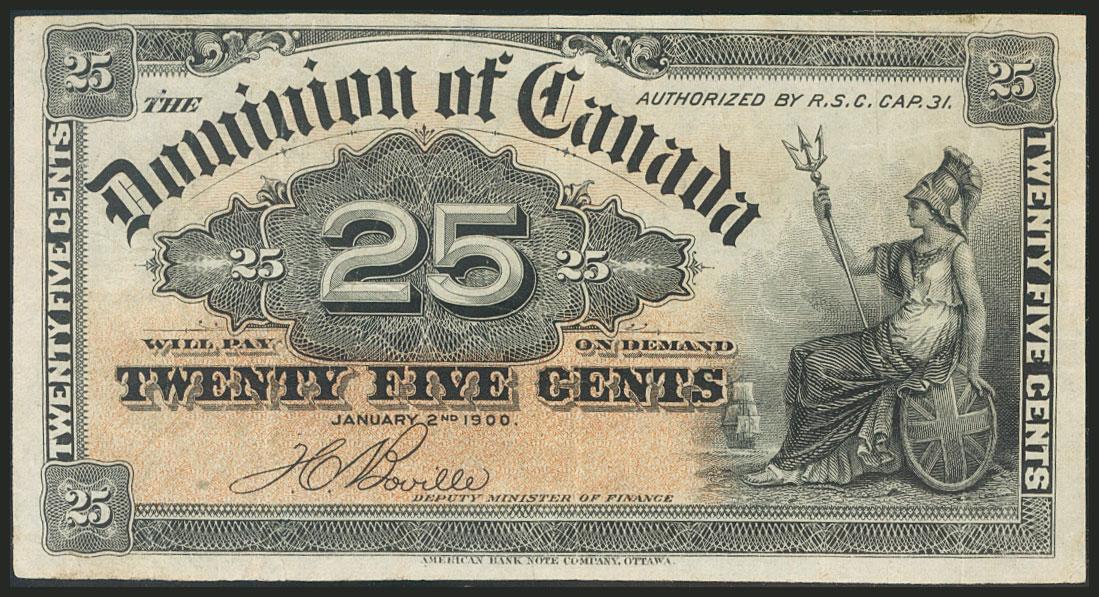 25
25
THE
Dominion of Canada
AUTHORIZED BY R.S.C. CAP. 31.
TWENTY FIVE CENTS
25
25
25
TWENTY FIVE CENTS
WILL PAY ON DEMAND
TWENTY FIVE CENTS
JANUARY 2ND 1900.
H C Boville
DEPUTY MINISTER OF FINANCE
25
AMERICAN BANK NOTE COMPANY, OTTAWA.